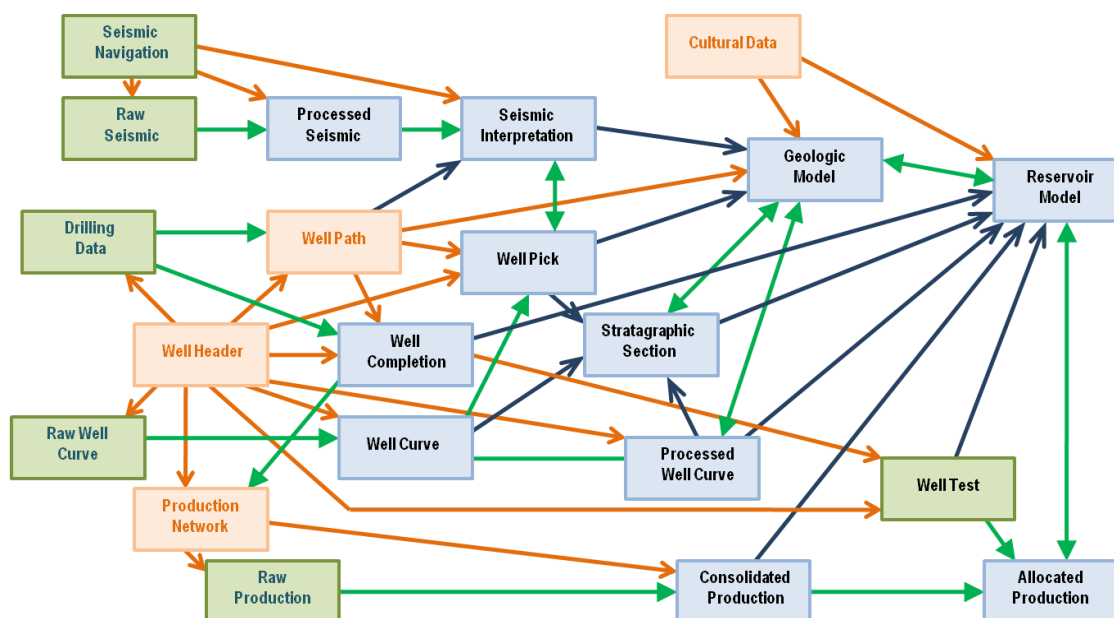 Seismic
Navigation
Cultural Data
Raw
Seismic
Processed
Seismic
Seismic
Interpretation
Geologic
Model
Reservoir
Model
Drilling
Data
Well Path
Well Pick
Well Header
Well
Completion
Stratagraphic
Section
Raw Well
Curve
Well Curve
Processed
Well Curve
Well Test
Production
Network
Raw
Production
Consolidated
Production
Allocated
Production